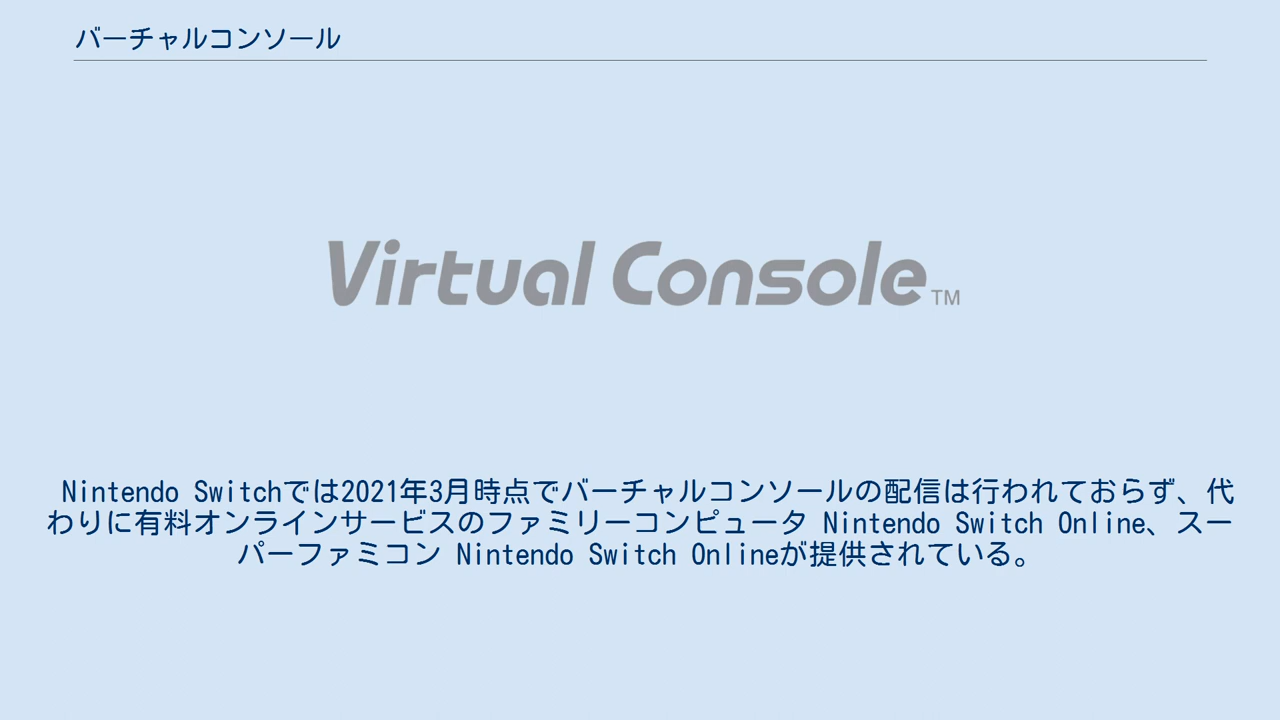 バーチャルコンソール
Virtual Console TM
Nintendo Switchでは2021年3月時点でバーチャルコンソールの配信は行われておらず、代
わりに有料オンラインサービスのファミリーコンピュータ Nintendo Switch Online、スー
パーファミコン Nintendo Switch Onlineが提供されている。